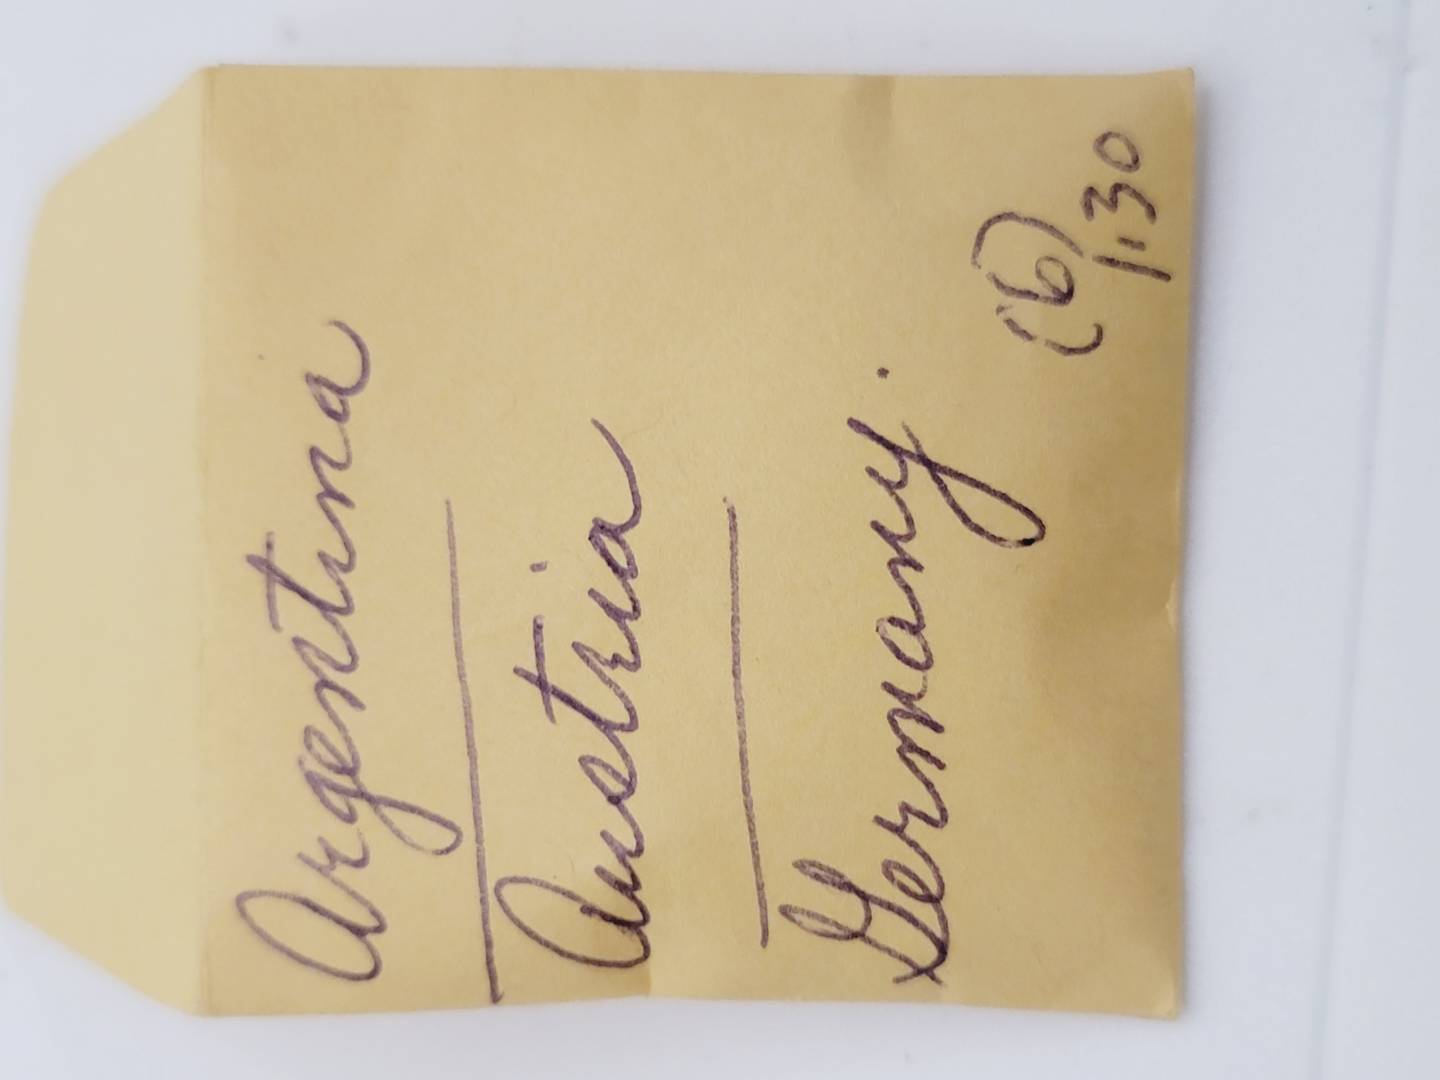 Argentina
Austria
Germany.
(6)
1.30